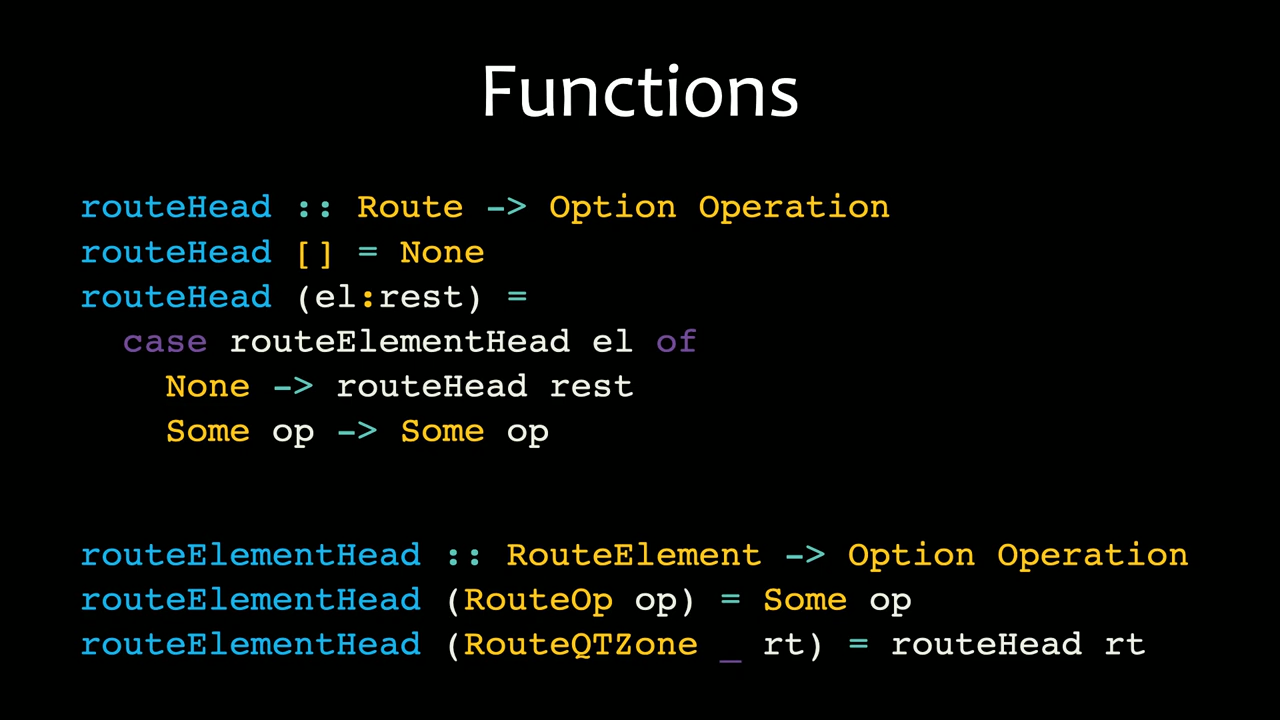 Functions
routeHead :: Route -> Option Operation
routeHead [] = None
routeHead (el:rest) =
  case routeElementHead el of
    None -> routeHead rest
    Some op -> Some op
routeElementHead :: RouteElement -> Option Operation
routeElementHead (RouteOp op) = Some op
routeElementHead (RouteQTZone _ rt) = routeHead rt